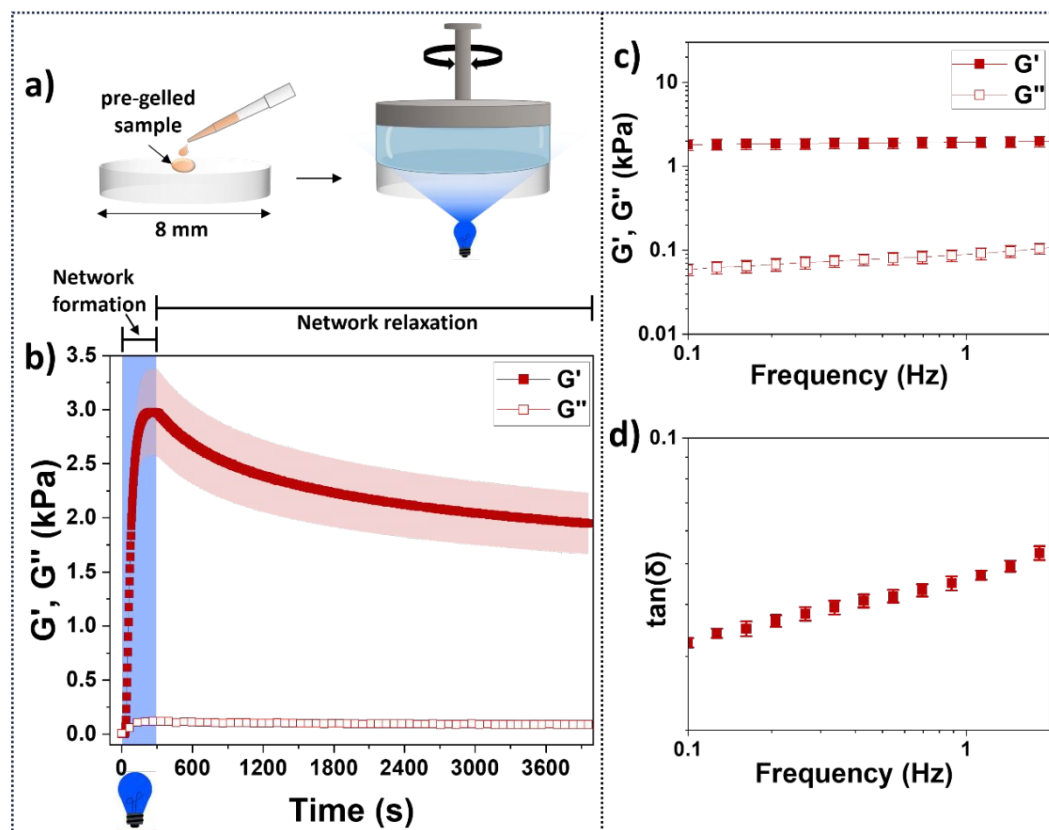 a)
pre-gelled
sample
8 mm
Network
formation
Network relaxation
b)
G', G'' (kPa)
3.5
3.0
2.5
2.0
1.5
1.0
0.5
0.0
G'
G''
0 600 1200 1800 2400 3000 3600
Time (s)
c)
G', G'' (kPa)
10
1
0.1
0.01
G'
G''
0.1 1
Frequency (Hz)
d)
tan(δ)
0.1
0.1 1
Frequency (Hz)